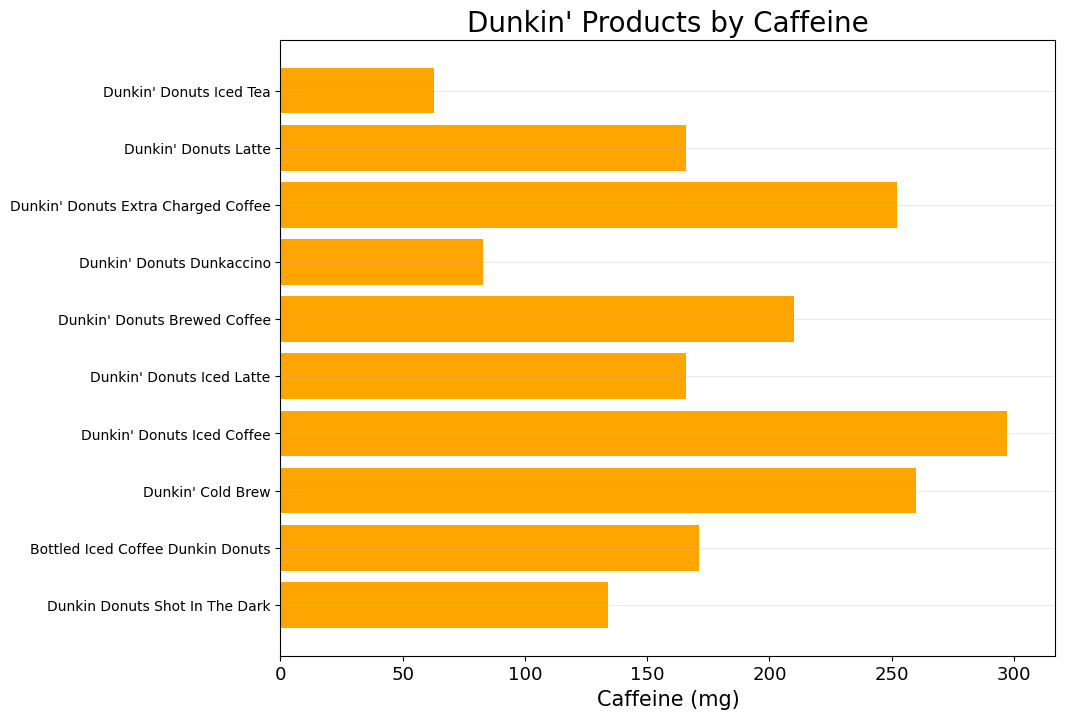 Dunkin' Products by Caffeine
Dunkin' Donuts Iced Tea
Dunkin' Donuts Latte
Dunkin' Donuts Extra Charged Coffee
Dunkin' Donuts Dunkaccino
Dunkin' Donuts Brewed Coffee
Dunkin' Donuts Iced Latte
Dunkin' Donuts Iced Coffee
Dunkin' Cold Brew
Bottled Iced Coffee Dunkin Donuts
Dunkin Donuts Shot In The Dark
0 50 100 150 200 250 300
Caffeine (mg)